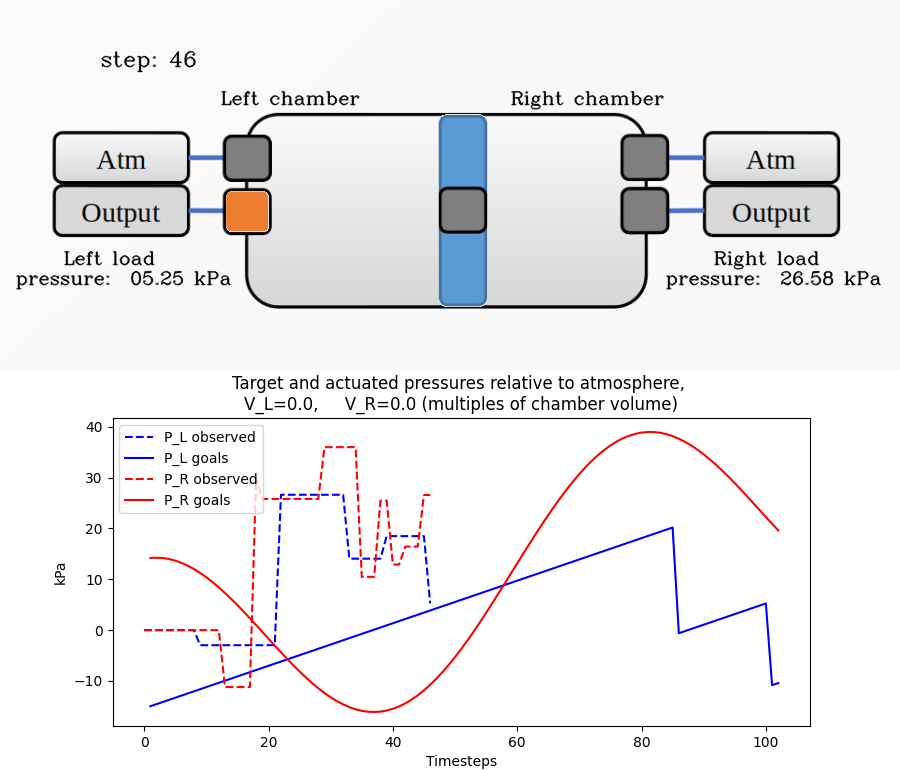 step: 46
Left chamber
Right chamber
Atm
Atm
Output
Output
Left load
pressure: 05.25 kPa
Right load
pressure: 26.58 kPa
Target and actuated pressures relative to atmosphere,
V_L=0.0, V_R=0.0 (multiples of chamber volume)
P_L observed
P_L goals
P_R observed
P_R goals
40
30
20
10
0
−10
kPa
0
20
40
60
80
100
Timesteps